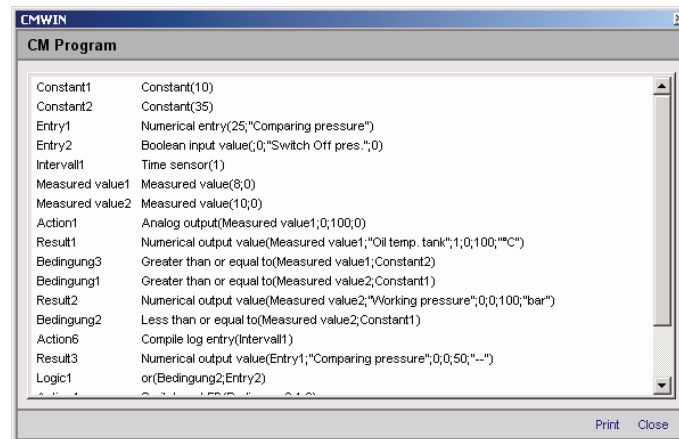 CMWIN
CM Program
Constant1 Constant(10)
Constant2 Constant(35)
Entry1 Numerical entry(25;"Comparing pressure")
Entry2 Boolean input value(;0;"Switch Off pres.";0)
Intervall1 Time sensor(1)
Measured value1 Measured value(8;0)
Measured value2 Measured value(10;0)
Action1 Analog output(Measured value1;0;100;0)
Result1 Numerical output value(Measured value1;"Oil temp. tank";1;0;100;"°C")
Bedingung3 Greater than or equal to(Measured value1;Constant2)
Bedingung1 Greater than or equal to(Measured value2;Constant1)
Result2 Numerical output value(Measured value2;"Working pressure";0;0;100;"bar")
Bedingung2 Less than or equal to(Measured value2;Constant1)
Action6 Compile log entry(Intervall1)
Result3 Numerical output value(Entry1;"Comparing pressure";0;0;50;"--")
Logic1 or(Bedingung2;Entry2)
Print Close